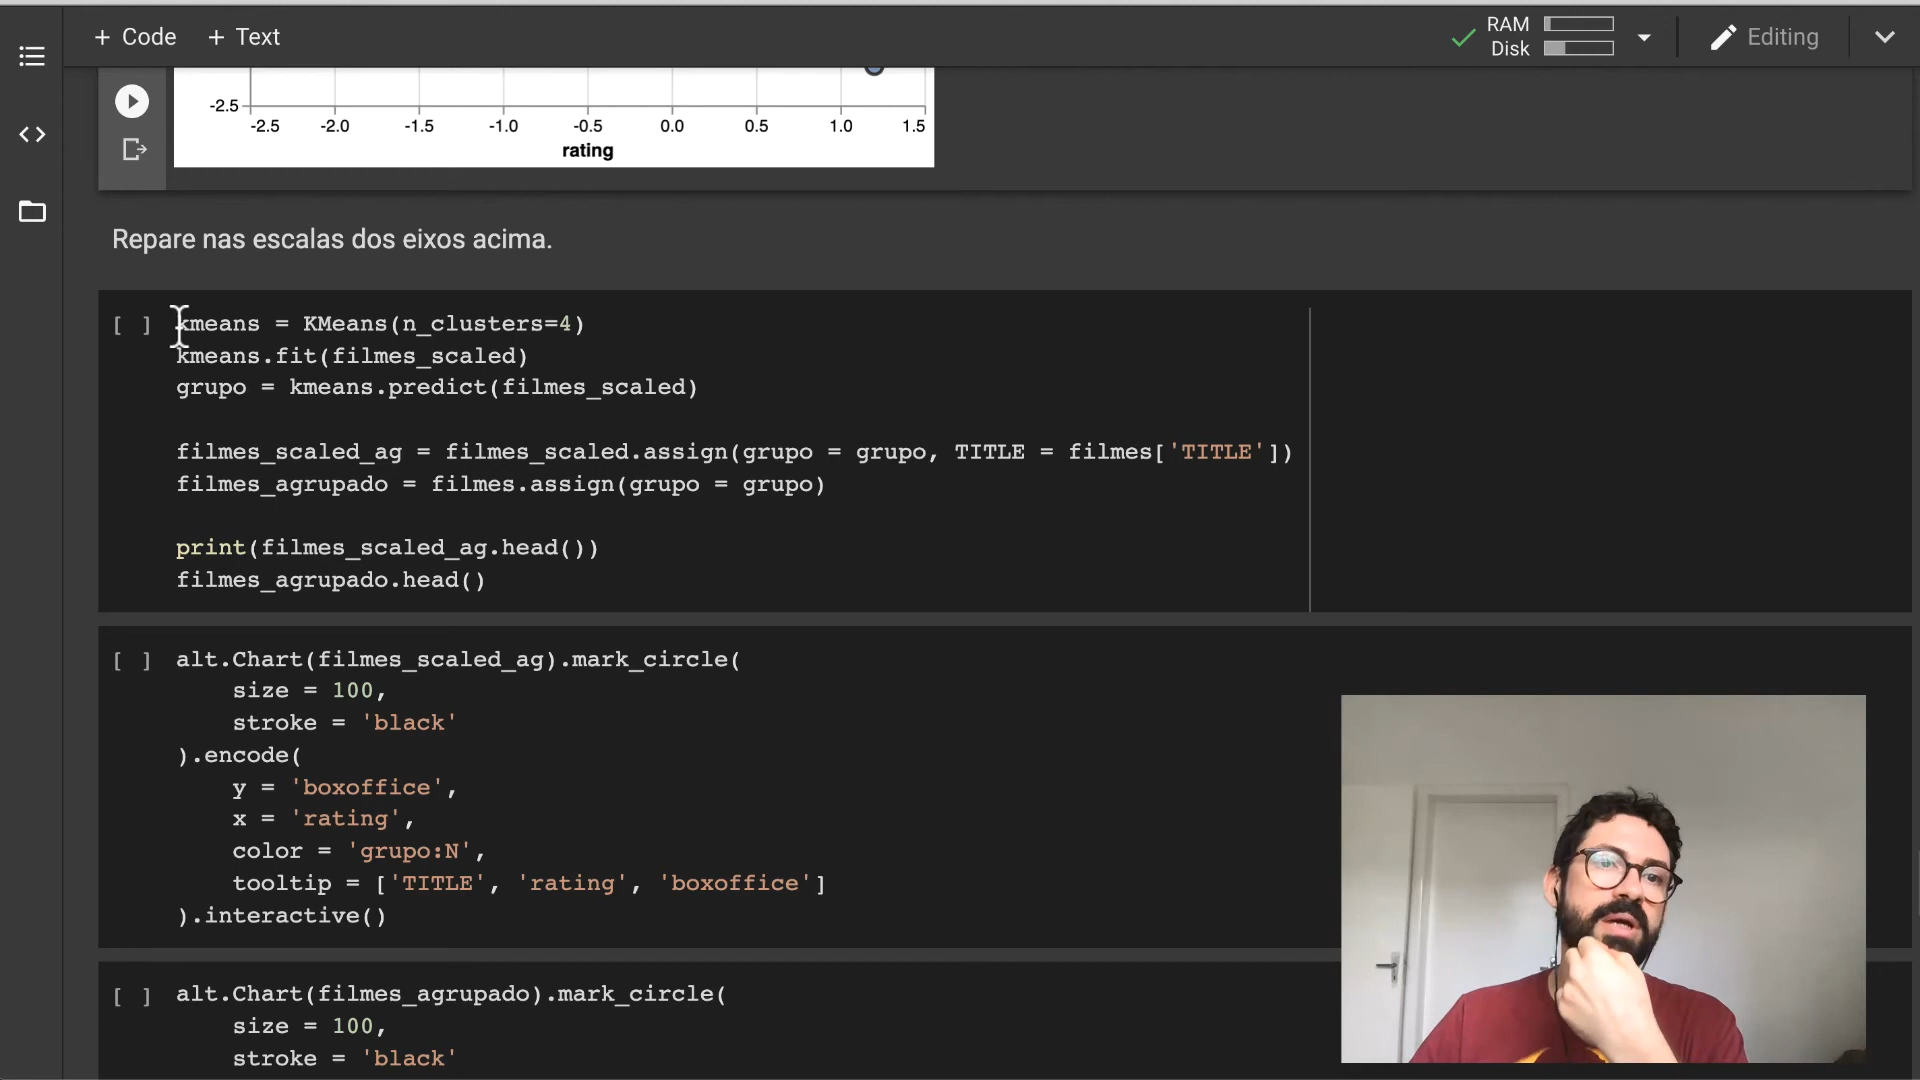 + Code + Text
RAM
Disk
Editing
-2.5
-2.5 -2.0 -1.5 -1.0 -0.5 0.0 0.5 1.0 1.5
rating
Repare nas escalas dos eixos acima.
[ ] kmeans = KMeans(n_clusters=4)
kmeans.fit(filmes_scaled)
grupo = kmeans.predict(filmes_scaled)
filmes_scaled_ag = filmes_scaled.assign(grupo = grupo, TITLE = filmes['TITLE'])
filmes_agrupado = filmes.assign(grupo = grupo)
print(filmes_scaled_ag.head())
filmes_agrupado.head()
[ ] alt.Chart(filmes_scaled_ag).mark_circle(
size = 100,
stroke = 'black'
).encode(
y = 'boxoffice',
x = 'rating',
color = 'grupo:N',
tooltip = ['TITLE', 'rating', 'boxoffice']
).interactive()
[ ] alt.Chart(filmes_agrupado).mark_circle(
size = 100,
stroke = 'black'